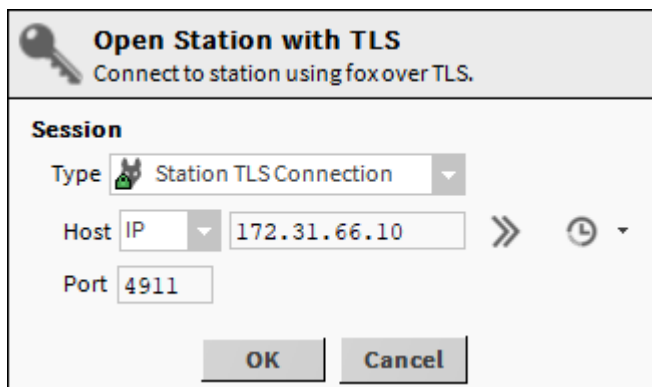 Open Station with TLS
Connect to station using fox over TLS.
Session
Type Station TLS Connection
Host IP 172.31.66.10
Port 4911
OK Cancel